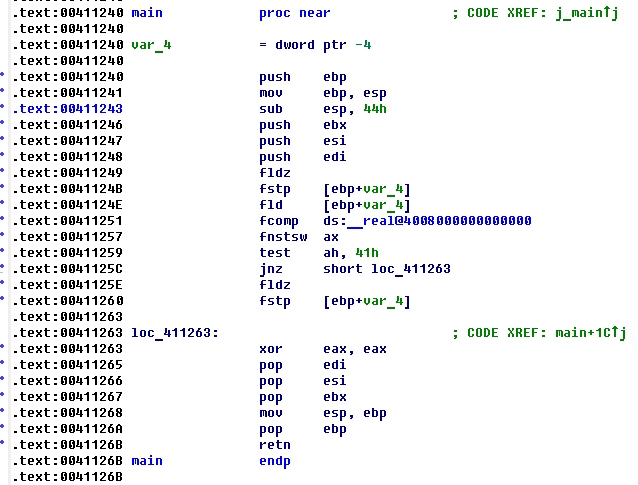 .text:00411240 main proc near ; CODE XREF: j_main↑j
.text:00411240
.text:00411240 var_4 = dword ptr -4
.text:00411240
.text:00411240 push ebp
.text:00411241 mov ebp, esp
.text:00411243 sub esp, 44h
.text:00411246 push ebx
.text:00411247 push esi
.text:00411248 push edi
.text:00411249 fldz
.text:0041124B fstp [ebp+var_4]
.text:0041124E fld [ebp+var_4]
.text:00411251 fcomp ds:__real@4008000000000000
.text:00411257 fnstsw ax
.text:00411259 test ah, 41h
.text:0041125C jnz short loc_411263
.text:0041125E fldz
.text:00411260 fstp [ebp+var_4]
.text:00411263
.text:00411263 loc_411263: ; CODE XREF: main+1C↑j
.text:00411263 xor eax, eax
.text:00411265 pop edi
.text:00411266 pop esi
.text:00411267 pop ebx
.text:00411268 mov esp, ebp
.text:0041126A pop ebp
.text:0041126B retn
.text:0041126B main endp
.text:0041126B